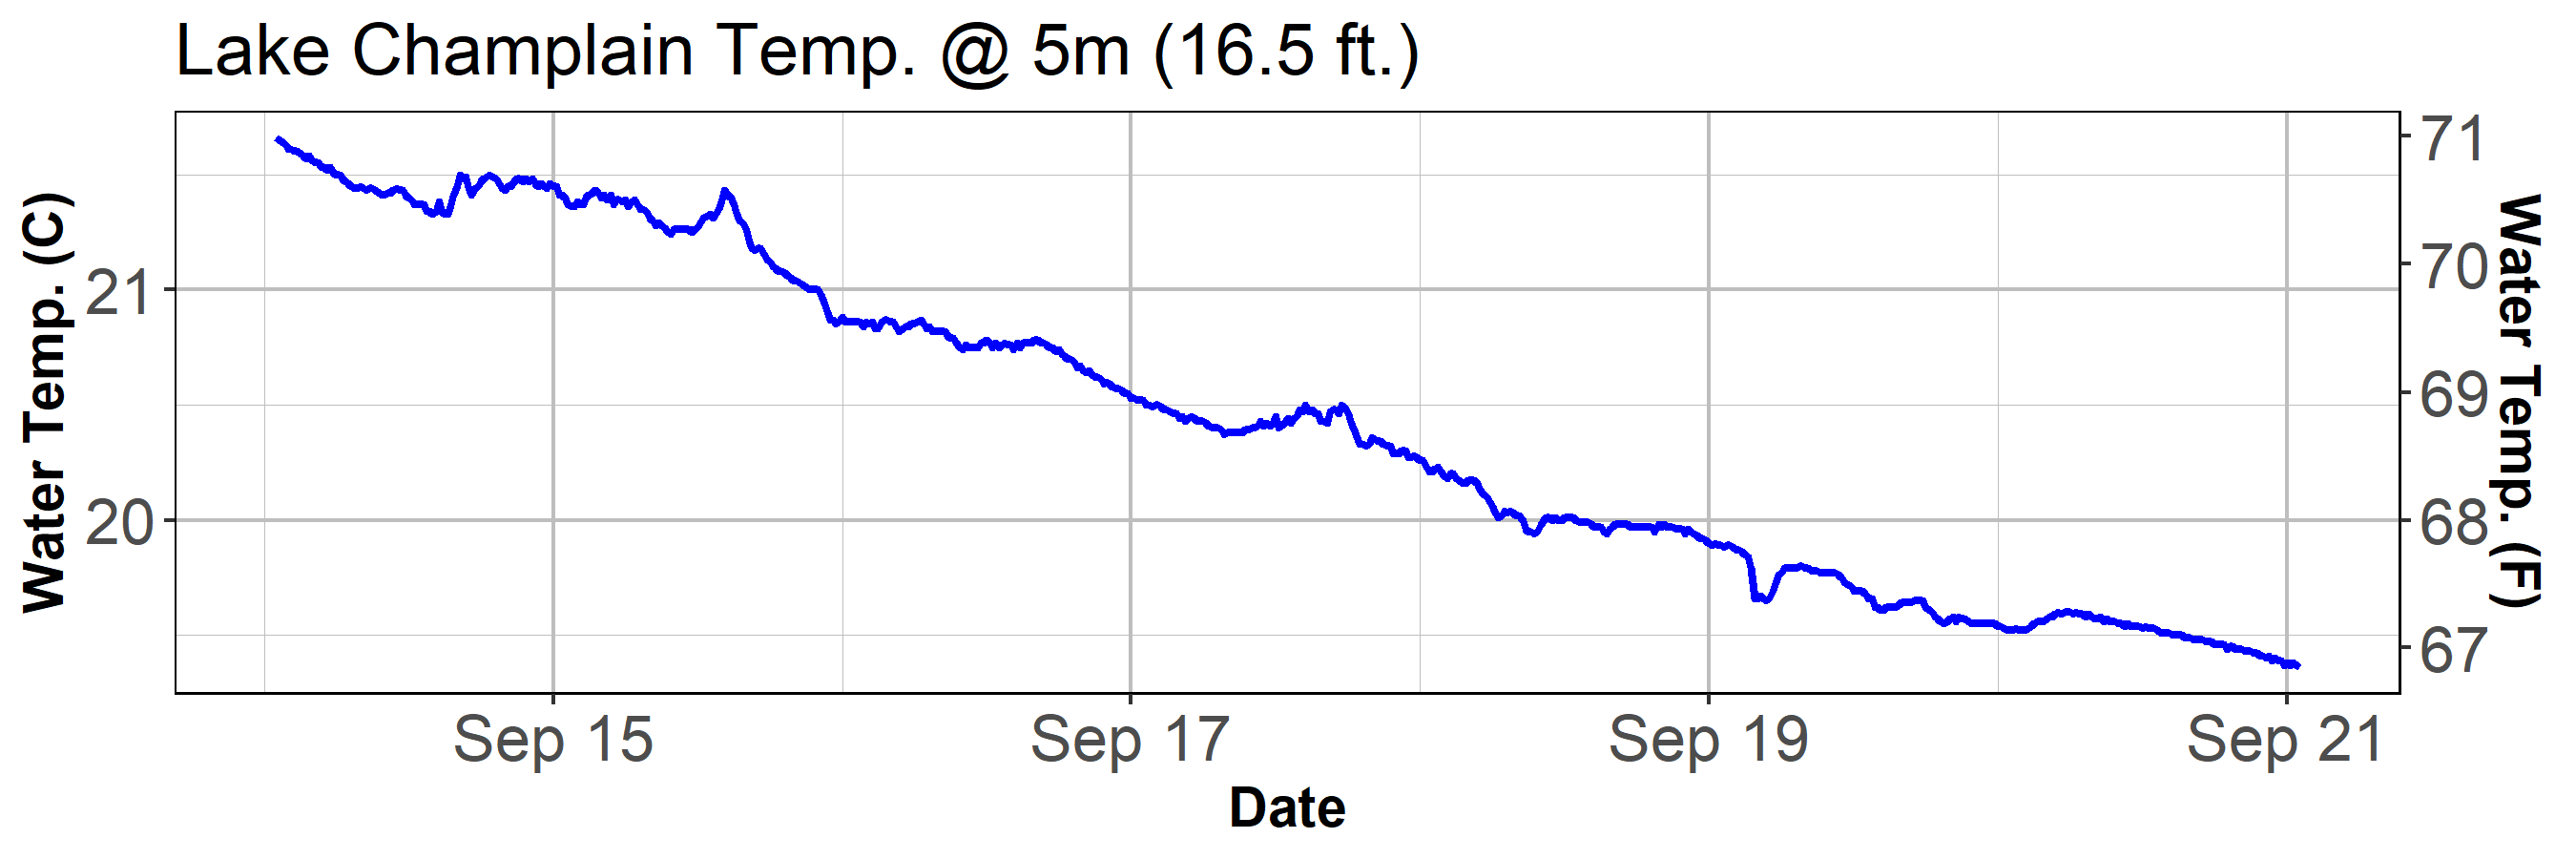 Lake Champlain Temp. @ 5m (16.5 ft.)
Water Temp. (C)
21
20
71
70
69
68
67
Water Temp. (F)
Sep 15
Sep 17
Sep 19
Sep 21
Date